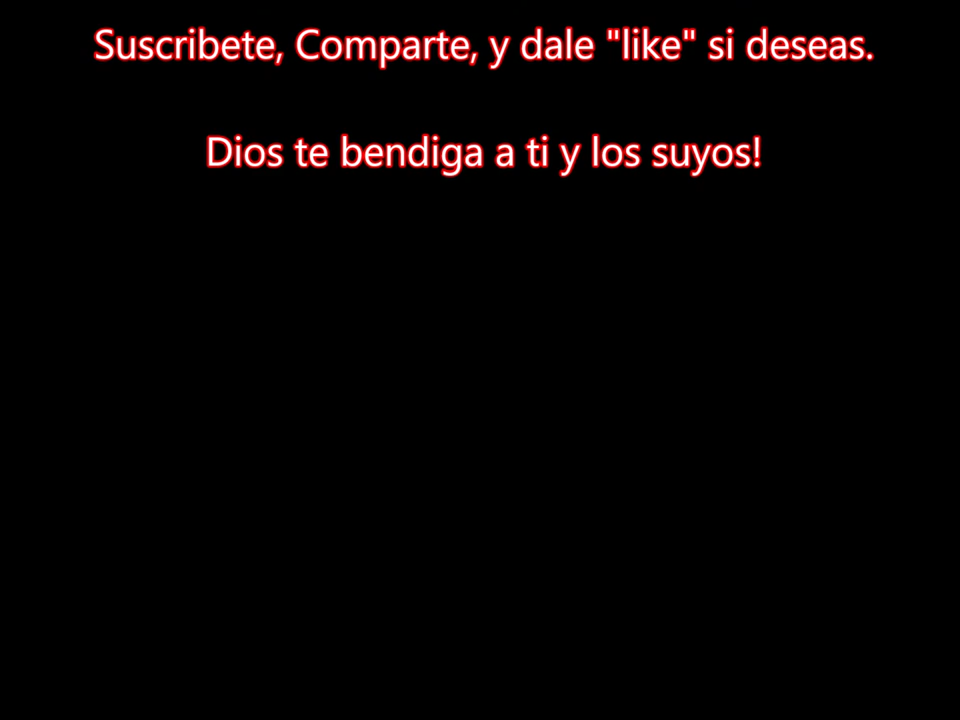 Suscribete, Comparte, y dale "like" si deseas.
Dios te bendiga a ti y los suyos!